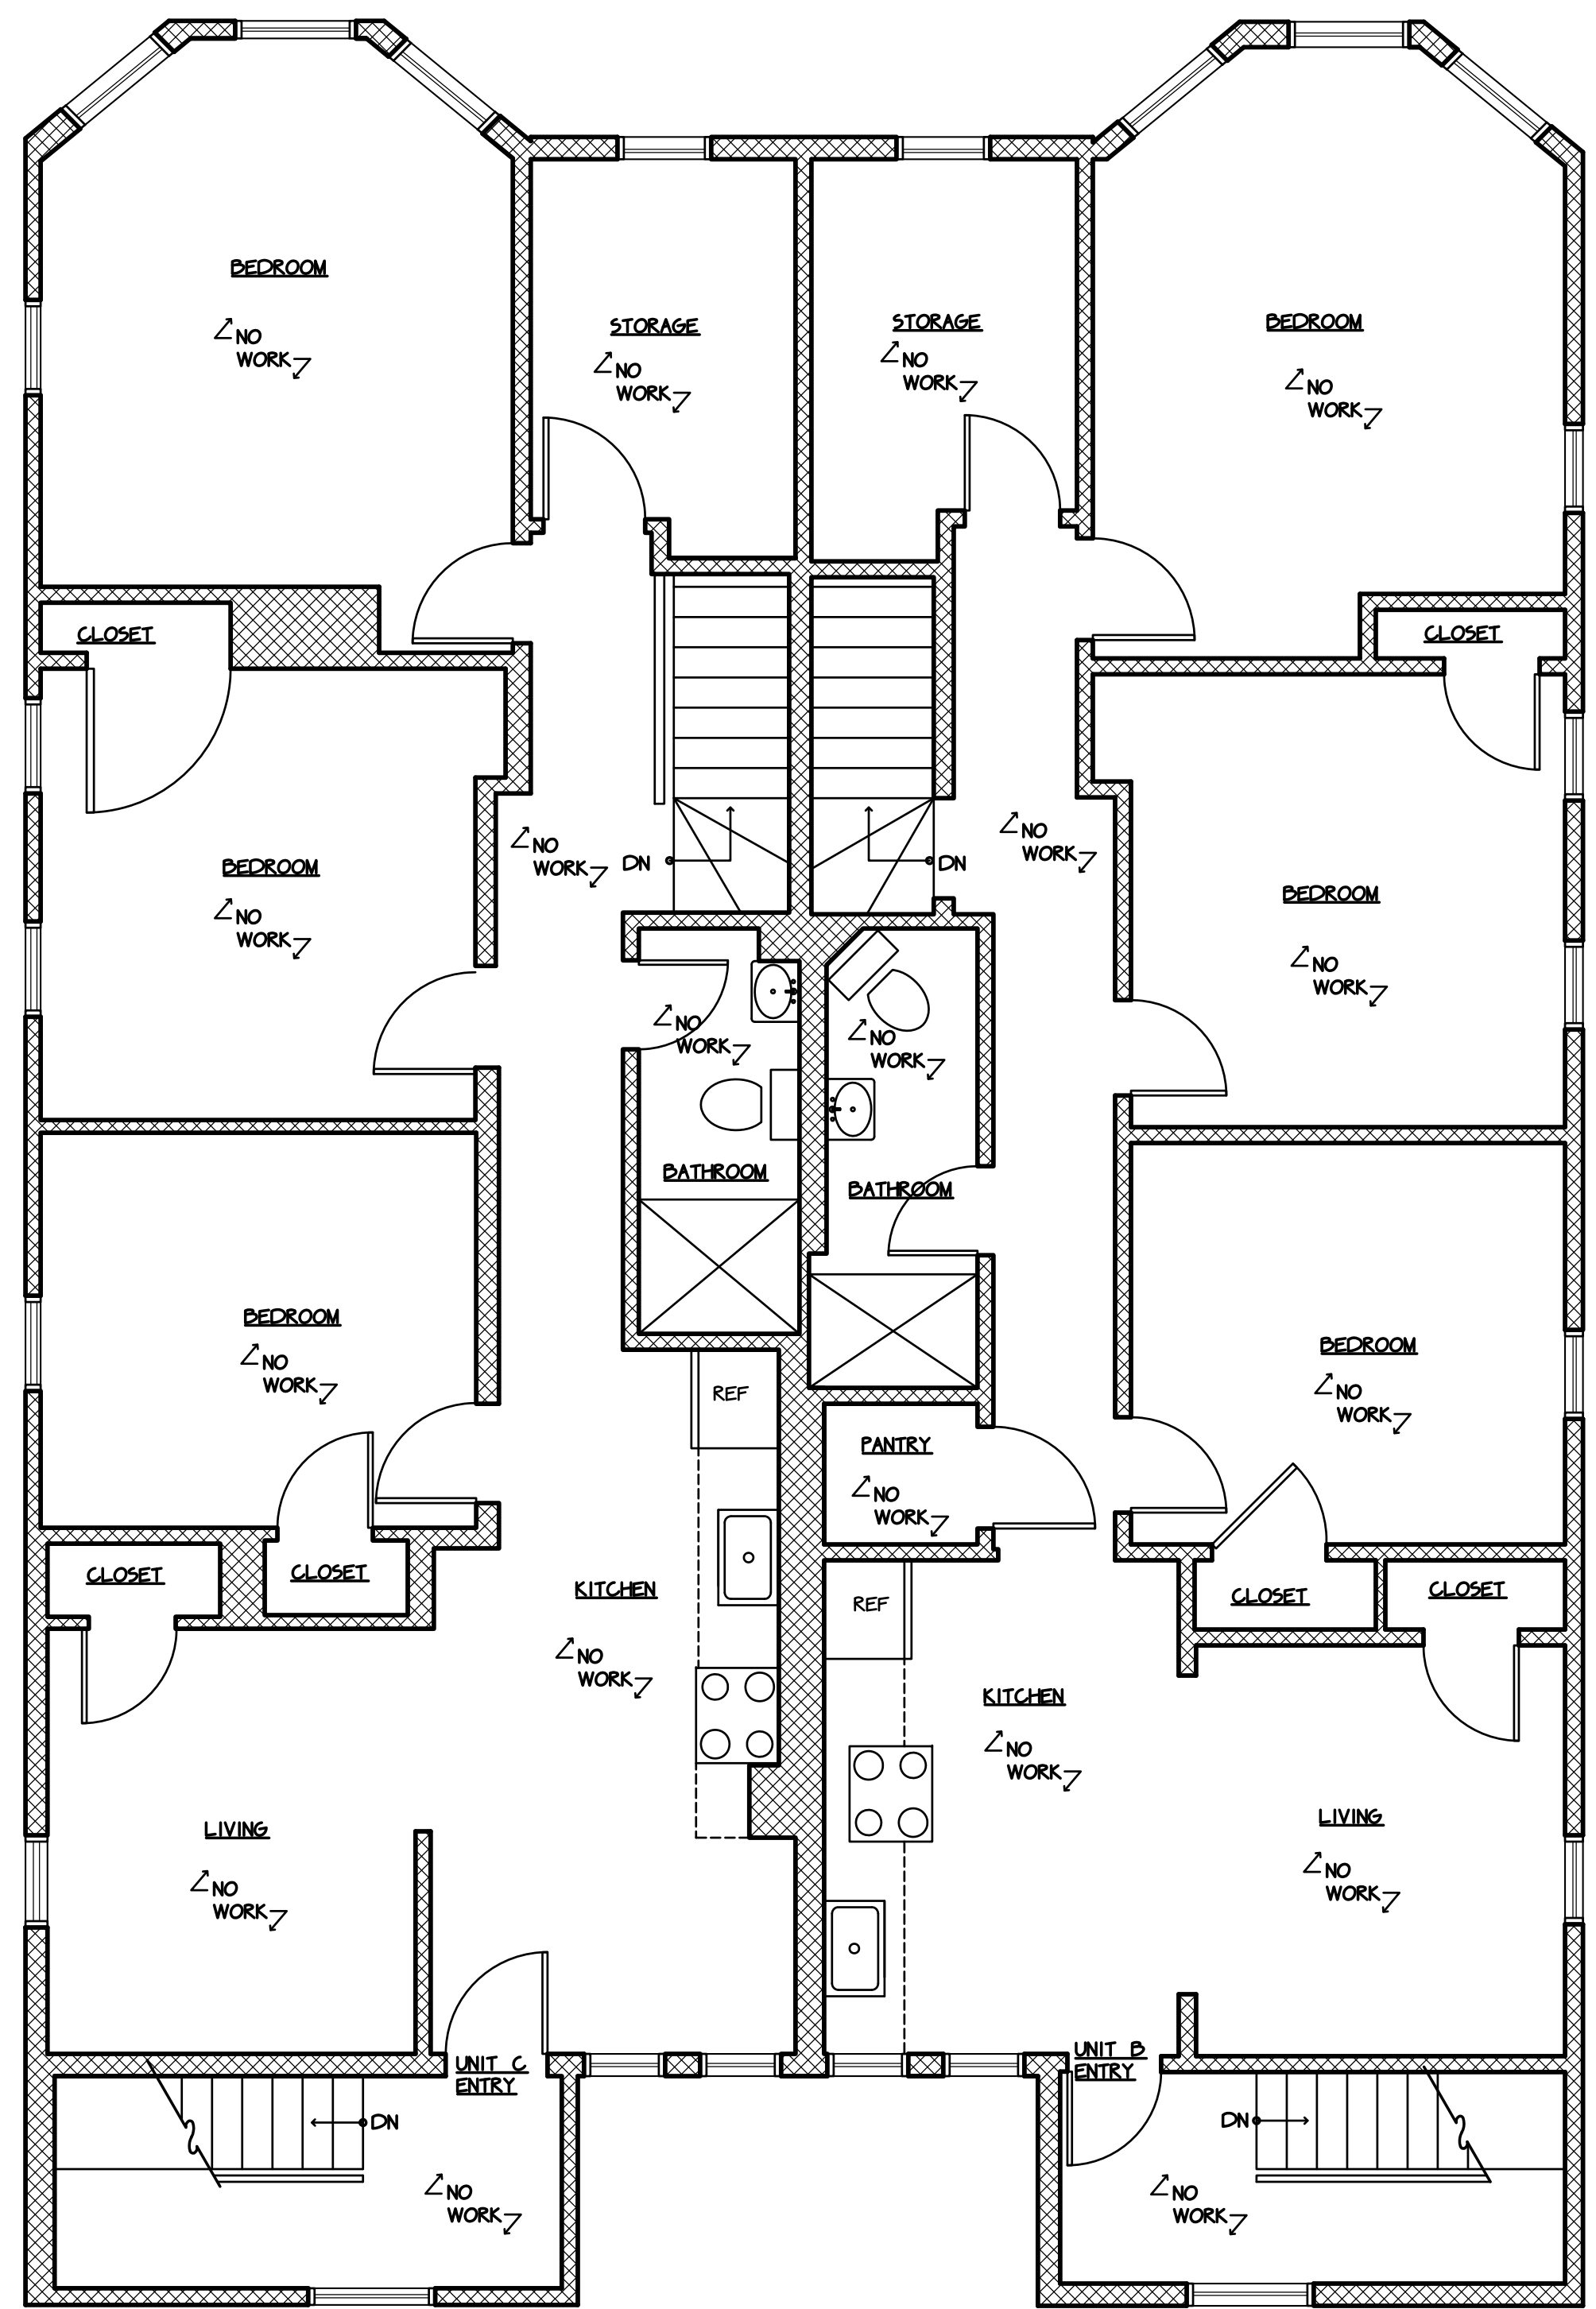 BEDROOM
NO
WORK
STORAGE
NO
WORK
STORAGE
NO
WORK
BEDROOM
NO
WORK
CLOSET
CLOSET
BEDROOM
NO
WORK
NO
WORK
DN
DN
NO
WORK
BEDROOM
NO
WORK
NO
WORK
BATHROOM
NO
WORK
BATHROOM
BEDROOM
NO
WORK
REF
PANTRY
NO
WORK
BEDROOM
NO
WORK
CLOSET
CLOSET
KITCHEN
NO
WORK
REF
CLOSET
CLOSET
KITCHEN
NO
WORK
LIVING
NO
WORK
LIVING
NO
WORK
UNIT C
ENTRY
UNIT B
ENTRY
DN
DN
NO
WORK
NO
WORK